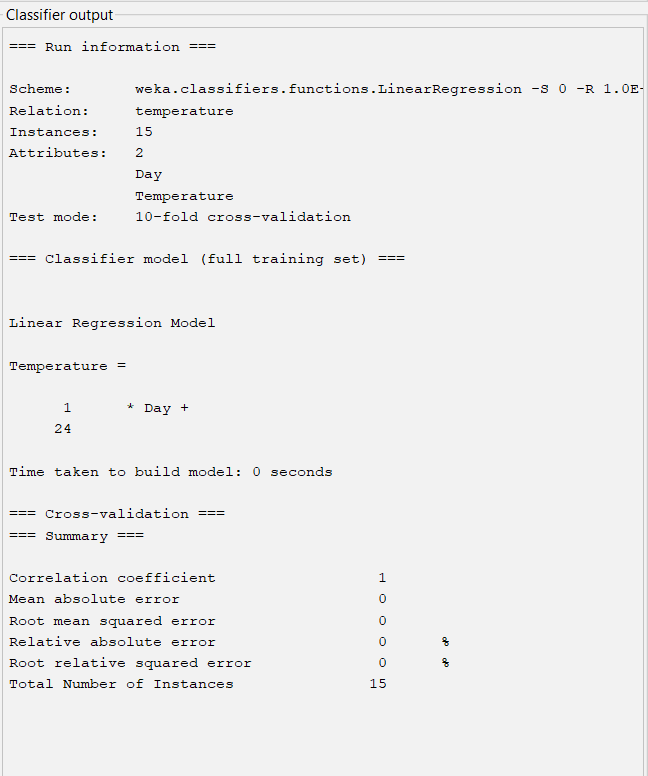 Classifier output
=== Run information ===
Scheme: weka.classifiers.functions.LinearRegression -S 0 -R 1.0E-
Relation: temperature
Instances: 15
Attributes: 2
Day
Temperature
Test mode: 10-fold cross-validation
=== Classifier model (full training set) ===
Linear Regression Model
Temperature =
1 * Day +
24
Time taken to build model: 0 seconds
=== Cross-validation ===
=== Summary ===
Correlation coefficient 1
Mean absolute error 0
Root mean squared error 0
Relative absolute error 0 %
Root relative squared error 0 %
Total Number of Instances 15